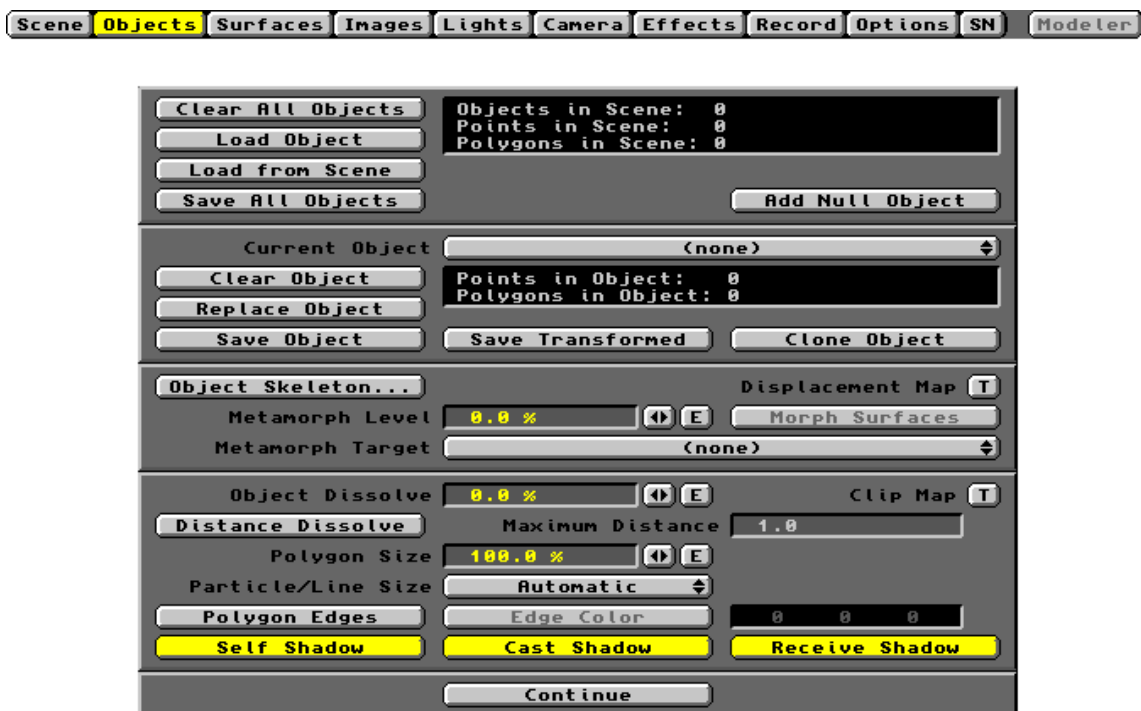 Scene Objects Surfaces Images Lights Camera Effects Record Options SN Modeler
Clear All Objects
Objects in Scene: 0
Points in Scene: 0
Polygons in Scene: 0
Load Object
Load from Scene
Save All Objects Add Null Object
Current Object (none)
Clear Object
Points in Object: 0
Polygons in Object: 0
Replace Object
Save Object Save Transformed Clone Object
Object Skeleton... Displacement Map T
Metamorph Level 0.0 % E Morph Surfaces
Metamorph Target (none)
Object Dissolve 0.0 % E Clip Map T
Distance Dissolve Maximum Distance 1.0
Polygon Size 100.0 % E
Particle/Line Size Automatic
Polygon Edges Edge Color 0 0 0
Self Shadow Cast Shadow Receive Shadow
Continue